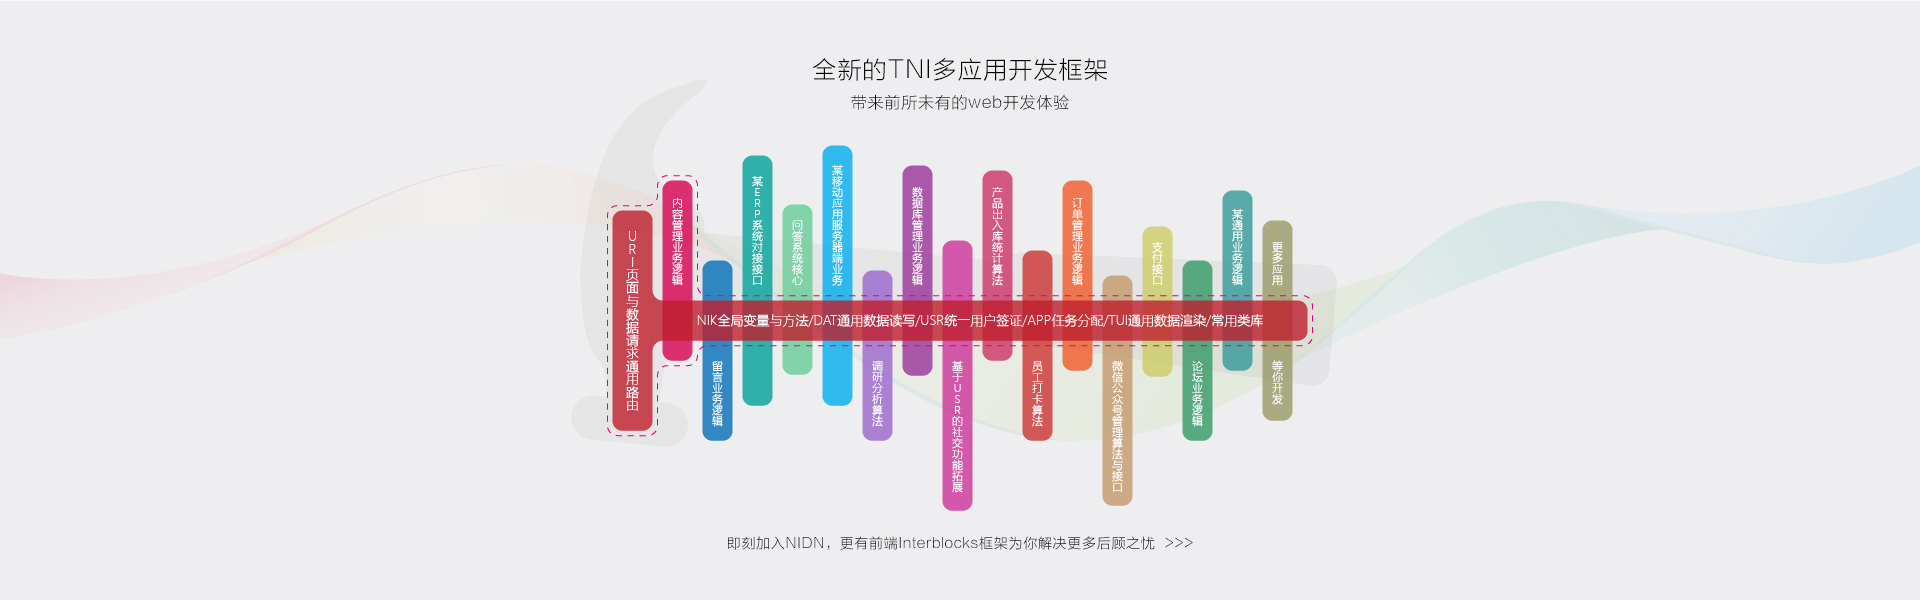 全新的TNI多应用开发框架
带来前所未有的web开发体验
URI页面与数据请求通用路由
内容管理业务逻辑
留言业务逻辑
某ERP系统对接接口
问答系统核心
某移动应用服务器端业务
调研分析算法
数据库管理业务逻辑
基于USR的社交功能拓展
产品出入库统计算法
员工打卡算法
订单管理业务逻辑
微信公众号管理算法与接口
支付接口
论坛业务逻辑
某通用业务逻辑
更多应用
等你开发
NIK全局变量与方法/DAT通用数据读写/USR统一用户签证/APP任务分配/TUI通用数据渲染/常用类库
即刻加入NIDN，更有前端Interblocks框架为你解决更多后顾之忧 >>>